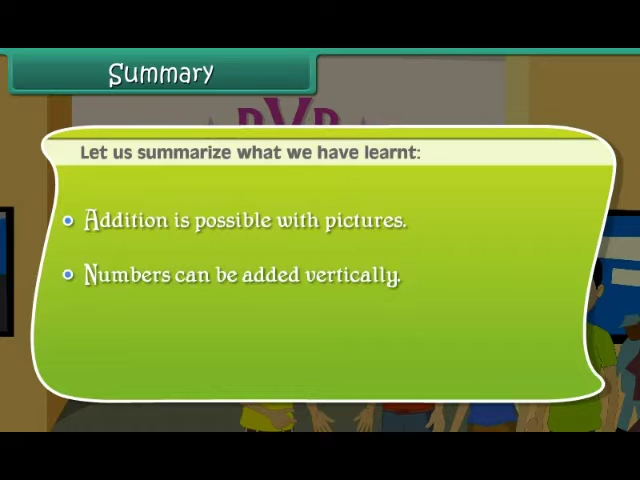 Summary
Let us summarize what we have learnt:
Addition is possible with pictures.
Numbers can be added vertically.